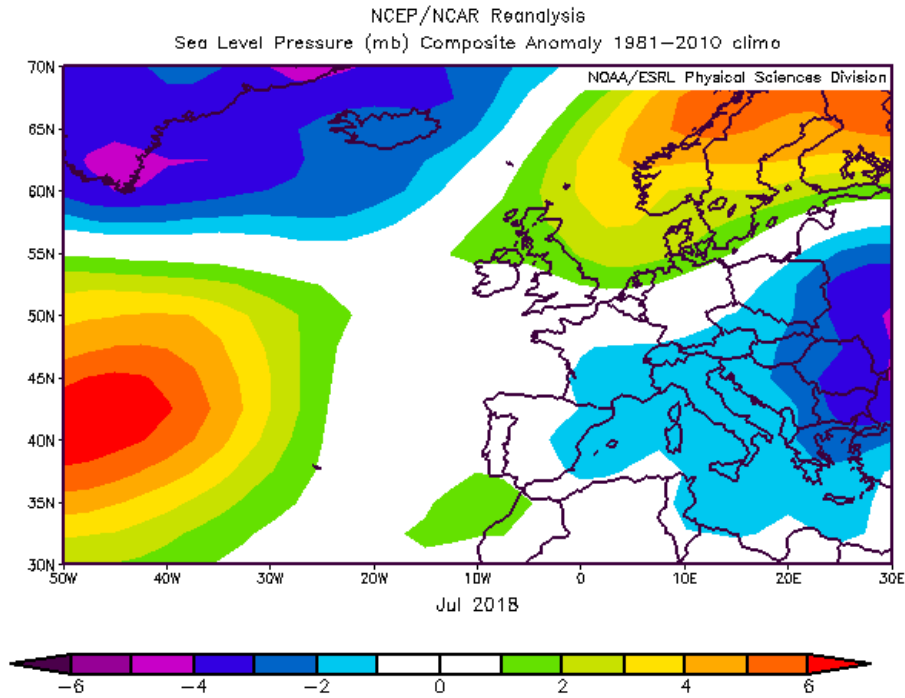 NCEP/NCAR Reanalysis
Sea Level Pressure (mb) Composite Anomaly 1981−2010 climo
NOAA/ESRL Physical Sciences Division
70N
65N
60N
55N
50N
45N
40N
35N
30N
50W 40W 30W 20W 10W 0 10E 20E 30E
Jul 2018
−6 −4 −2 0 2 4 6